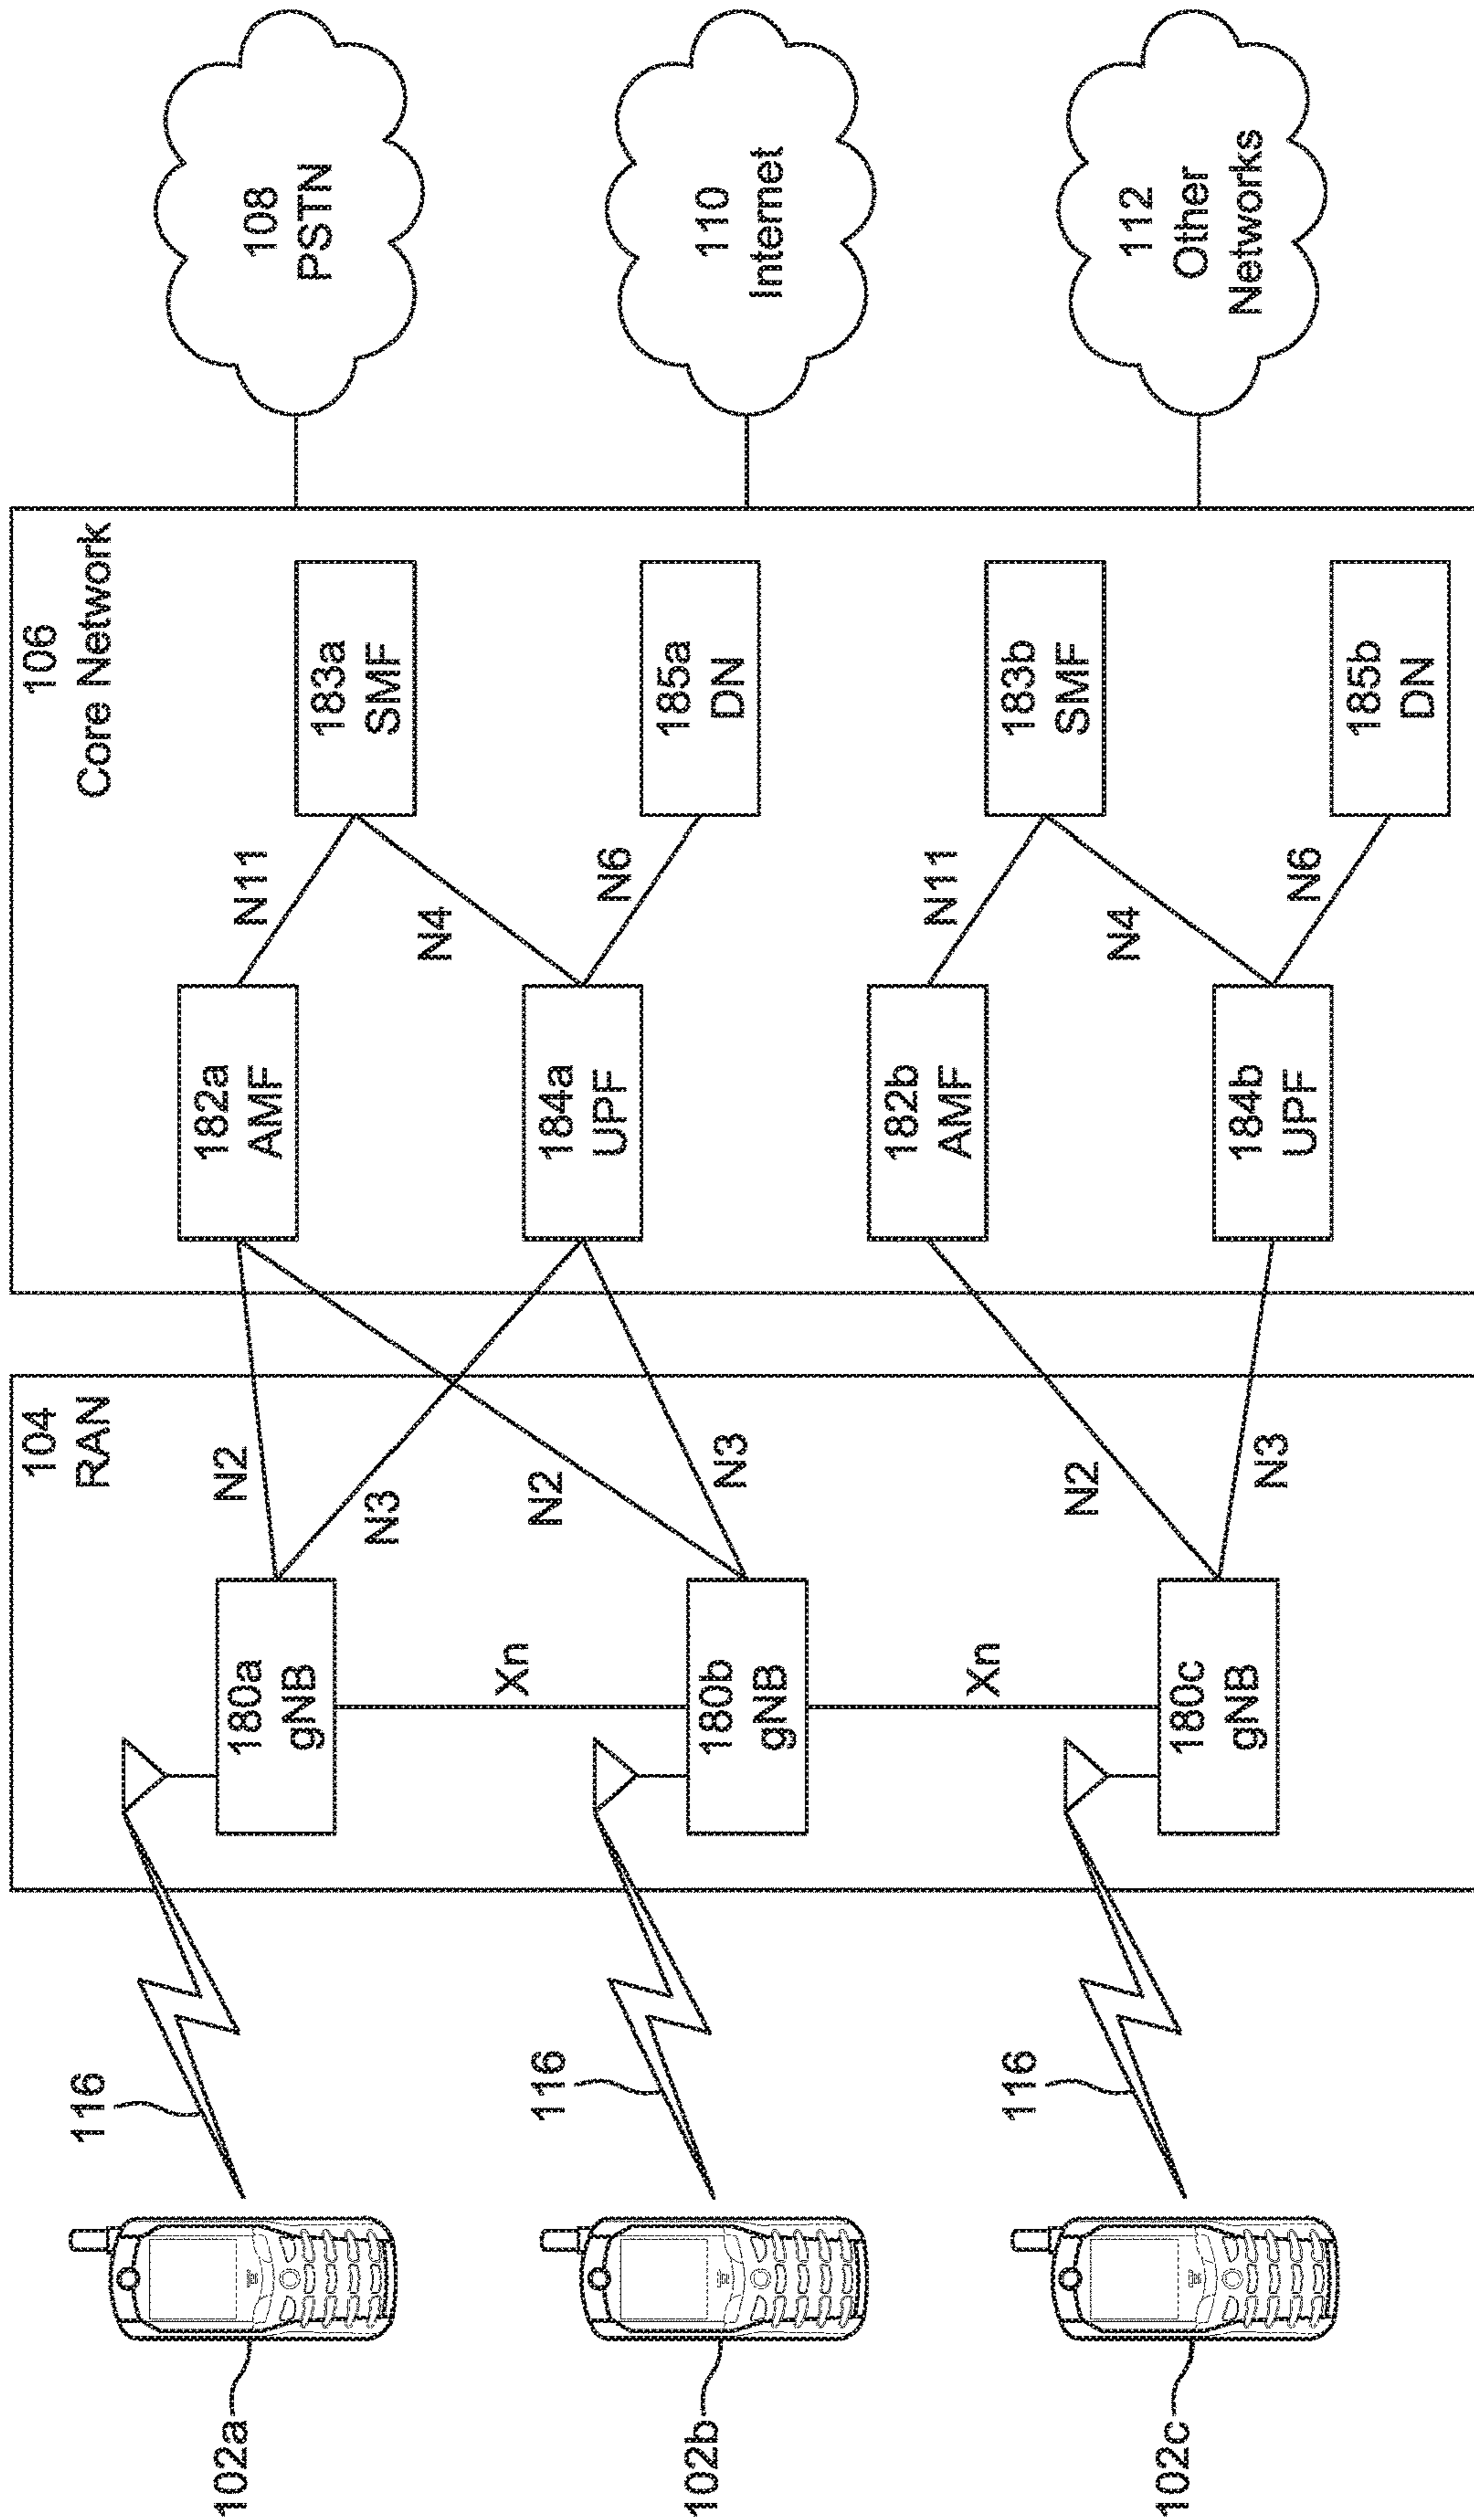 102a
102b
102c
116
116
116
104
RAN
180a
gNB
180b
gNB
180c
gNB
Xn
Xn
N2
N3
N2
N3
N2
N3
106
Core Network
182a
AMF
184a
UPF
182b
AMF
184b
UPF
N11
N4
N6
N11
N4
N6
183a
SMF
185a
DN
183b
SMF
185b
DN
108
PSTN
110
Internet
112
Other
Networks